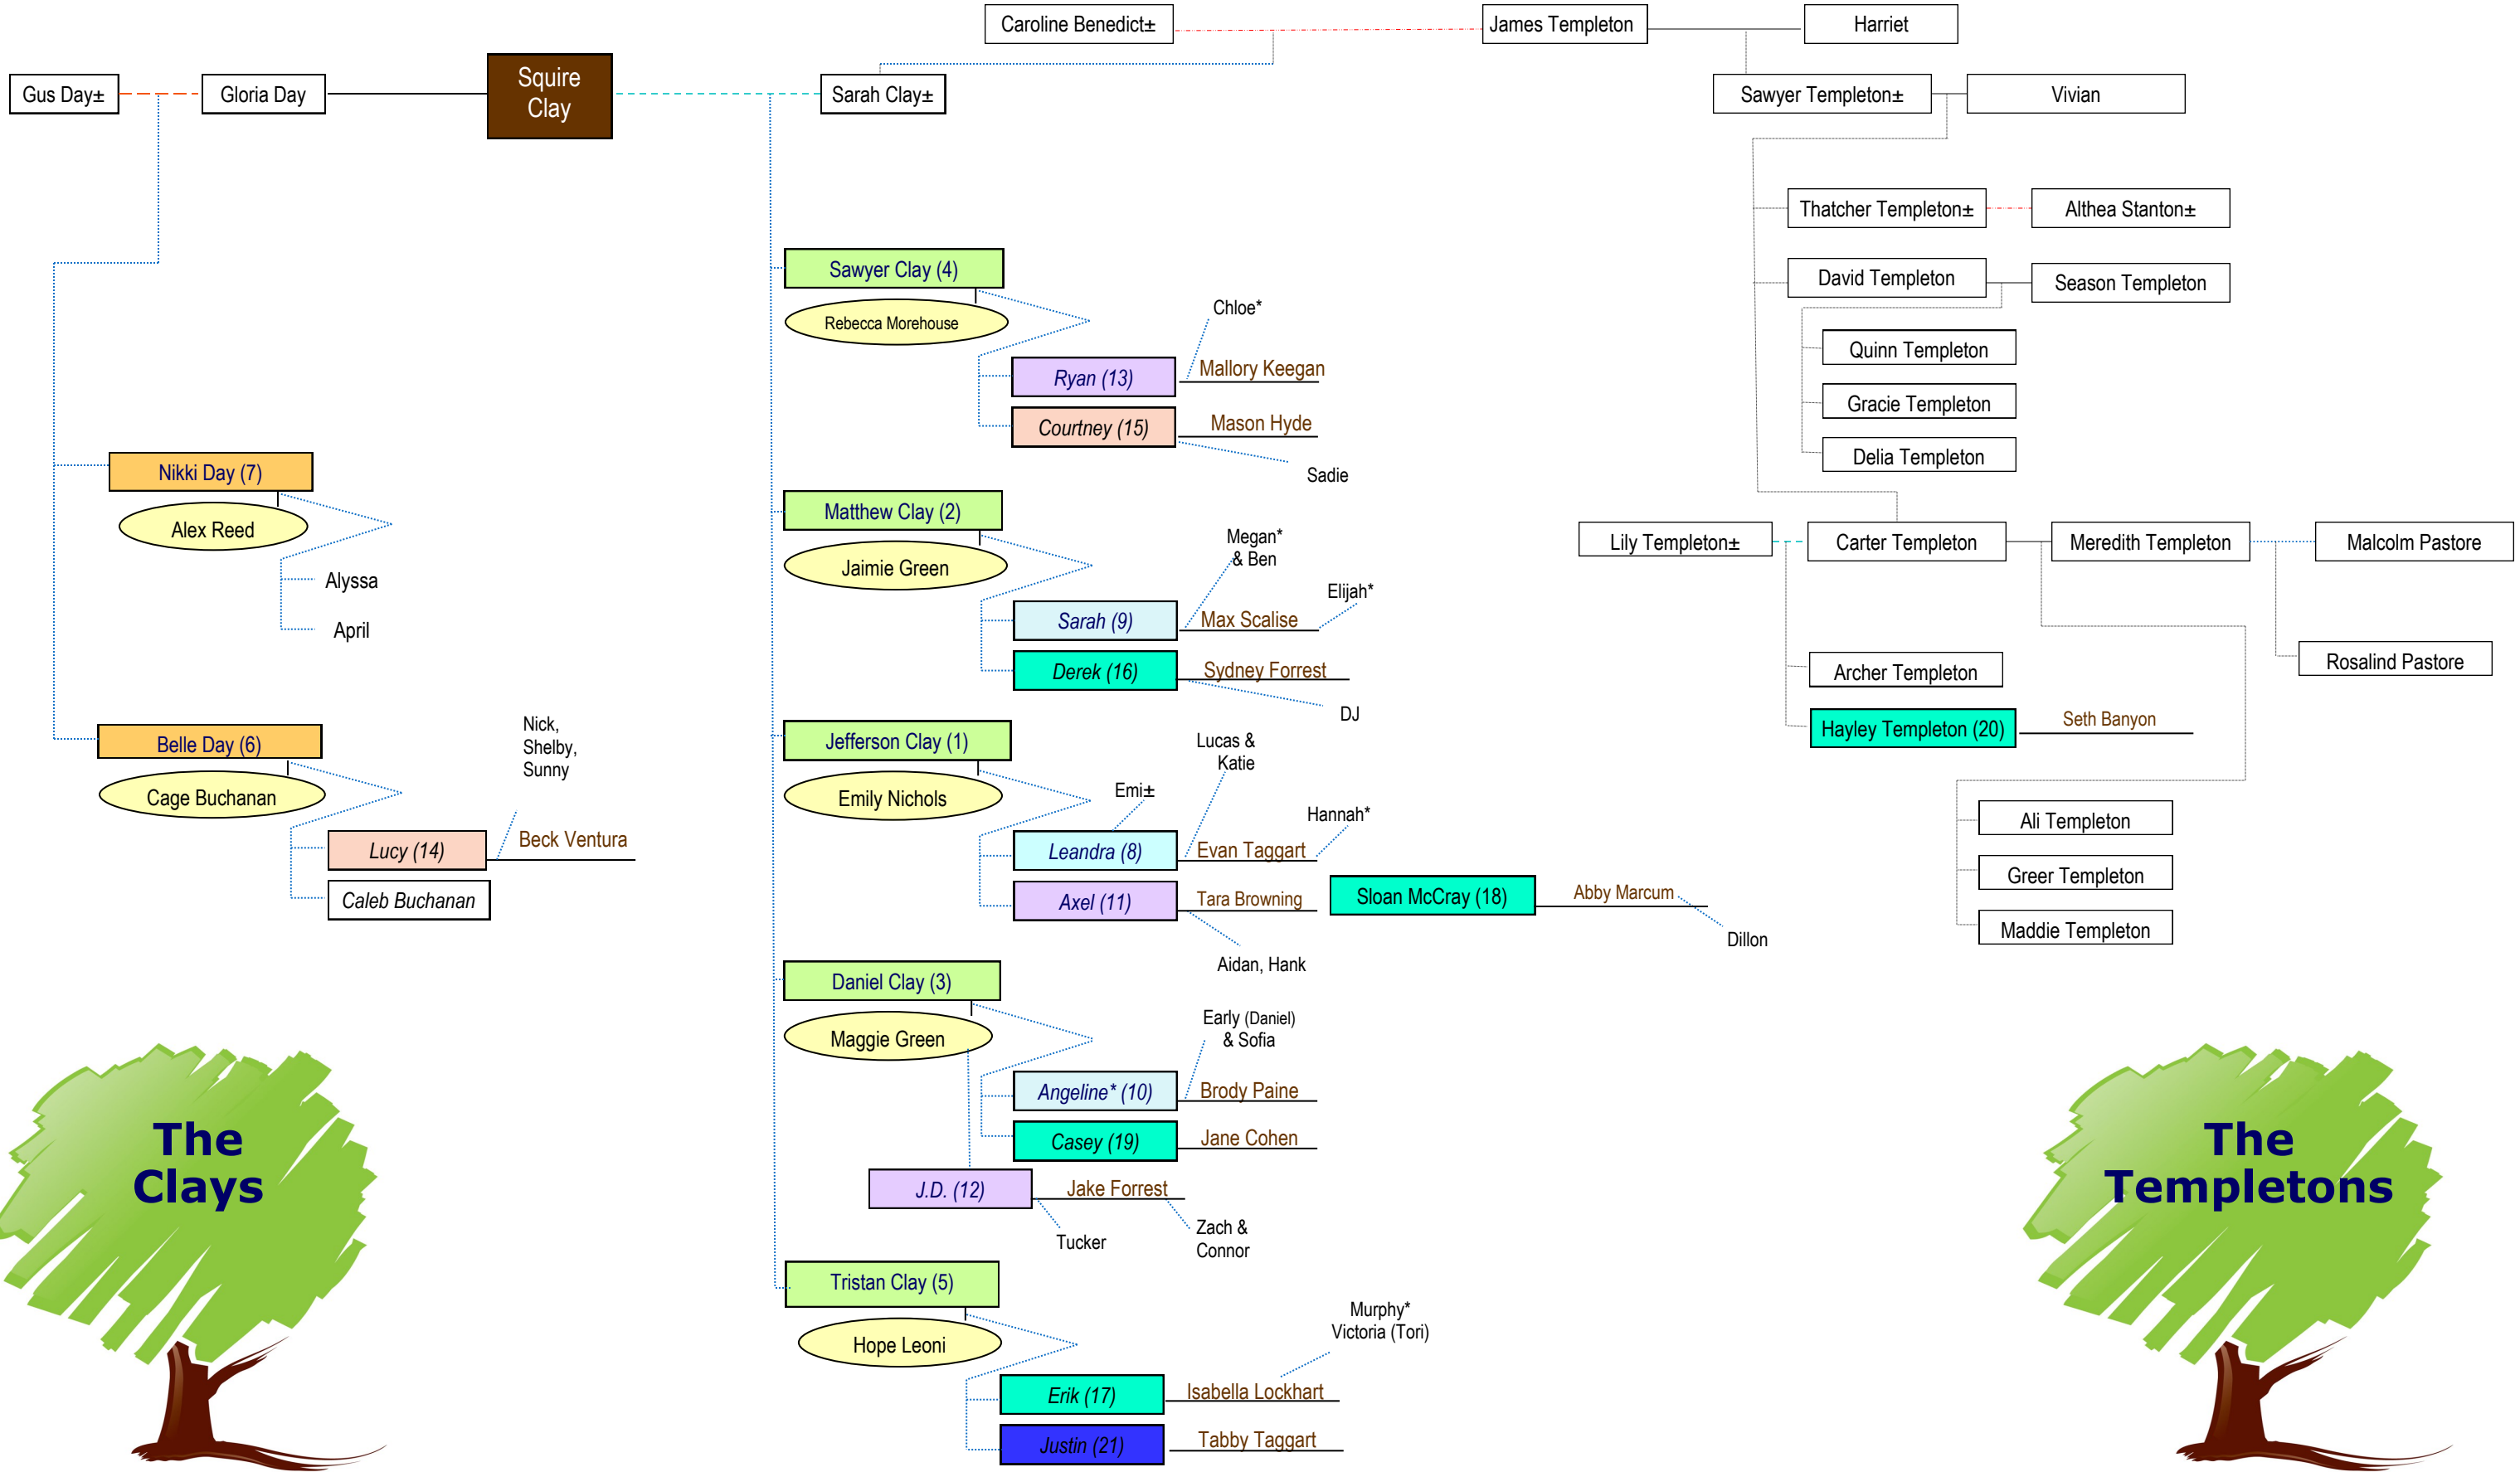 Caroline Benedict±
James Templeton
Harriet
Gus Day±
Gloria Day
Squire
Clay
Sarah Clay±
Sawyer Templeton±
Vivian
Thatcher Templeton±
Althea Stanton±
David Templeton
Season Templeton
Quinn Templeton
Gracie Templeton
Delia Templeton
Lily Templeton±
Carter Templeton
Meredith Templeton
Malcolm Pastore
Rosalind Pastore
Archer Templeton
Hayley Templeton (20)
Seth Banyon
Ali Templeton
Greer Templeton
Maddie Templeton
Nikki Day (7)
Alex Reed
Alyssa
April
Belle Day (6)
Cage Buchanan
Nick,
Shelby,
Sunny
Lucy (14)
Beck Ventura
Caleb Buchanan
Sawyer Clay (4)
Rebecca Morehouse
Chloe*
Ryan (13)
Mallory Keegan
Courtney (15)
Mason Hyde
Sadie
Matthew Clay (2)
Jaimie Green
Megan*
& Ben
Elijah*
Sarah (9)
Max Scalise
Derek (16)
Sydney Forrest
DJ
Jefferson Clay (1)
Emily Nichols
Lucas &
Katie
Emi±
Hannah*
Leandra (8)
Evan Taggart
Axel (11)
Tara Browning
Sloan McCray (18)
Abby Marcum
Dillon
Aidan, Hank
Daniel Clay (3)
Maggie Green
Early (Daniel)
& Sofia
Angeline* (10)
Brody Paine
Casey (19)
Jane Cohen
J.D. (12)
Jake Forrest
Tucker
Zach &
Connor
Tristan Clay (5)
Hope Leoni
Murphy*
Victoria (Tori)
Erik (17)
Isabella Lockhart
Justin (21)
Tabby Taggart
The
Clays
The
Templetons